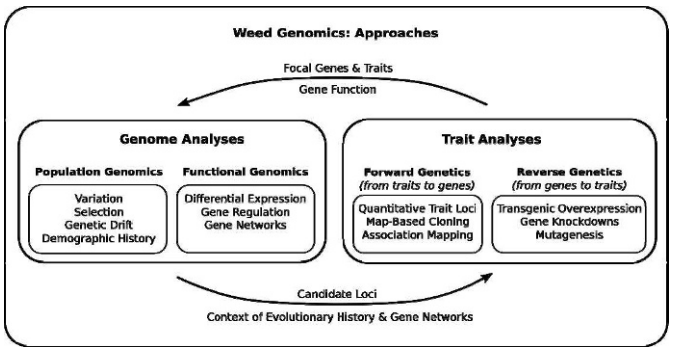 Weed Genomics: Approaches
Focal Genes & Traits
Gene Function
Genome Analyses
Population Genomics
Variation
Selection
Genetic Drift
Demographic History
Functional Genomics
Differential Expression
Gene Regulation
Gene Networks
Trait Analyses
Forward Genetics
(from traits to genes)
Quantitative Trait Loci
Map-Based Cloning
Association Mapping
Reverse Genetics
(from genes to traits)
Transgenic Overexpression
Gene Knockdowns
Mutagenesis
Candidate Loci
Context of Evolutionary History & Gene Networks